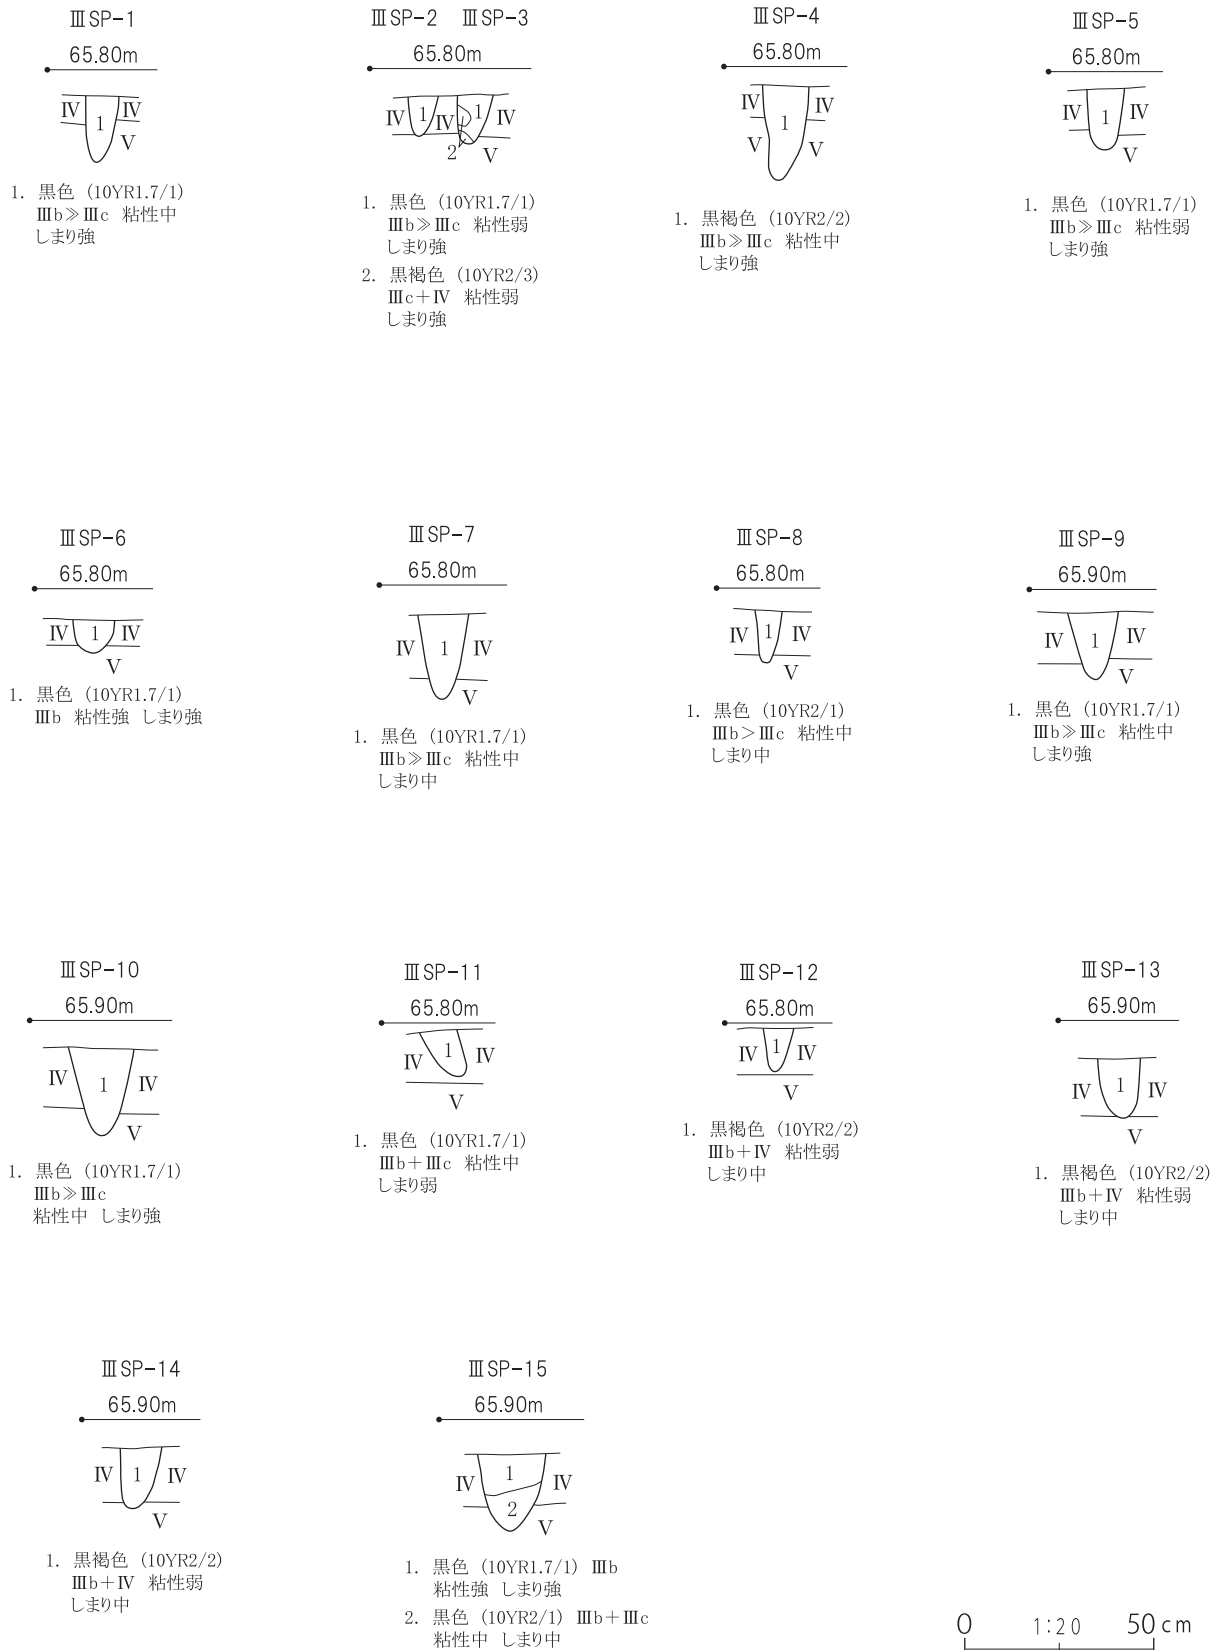 ⅢSP-1
65.80m
Ⅳ 1 Ⅳ
Ⅴ
1. 黒色 (10YR1.7/1)
Ⅲb≫Ⅲc 粘性中
しまり強
ⅢSP-2 ⅢSP-3
65.80m
Ⅳ 1 Ⅳ 1 Ⅳ
2 Ⅴ
1. 黒色 (10YR1.7/1)
Ⅲb≫Ⅲc 粘性弱
しまり強
2. 黒褐色 (10YR2/3)
Ⅲc+Ⅳ 粘性弱
しまり強
ⅢSP-4
65.80m
Ⅳ Ⅳ
1
Ⅴ Ⅴ
1. 黒褐色 (10YR2/2)
Ⅲb≫Ⅲc 粘性中
しまり強
ⅢSP-5
65.80m
Ⅳ 1 Ⅳ
Ⅴ
1. 黒色 (10YR1.7/1)
Ⅲb≫Ⅲc 粘性弱
しまり強
ⅢSP-6
65.80m
Ⅳ 1 Ⅳ
Ⅴ
1. 黒色 (10YR1.7/1)
Ⅲb 粘性強 しまり強
ⅢSP-7
65.80m
Ⅳ 1 Ⅳ
Ⅴ
1. 黒色 (10YR1.7/1)
Ⅲb≫Ⅲc 粘性中
しまり中
ⅢSP-8
65.80m
Ⅳ 1 Ⅳ
Ⅴ
1. 黒色 (10YR2/1)
Ⅲb>Ⅲc 粘性中
しまり中
ⅢSP-9
65.90m
Ⅳ 1 Ⅳ
Ⅴ
1. 黒色 (10YR1.7/1)
Ⅲb≫Ⅲc 粘性中
しまり強
ⅢSP-10
65.90m
Ⅳ 1 Ⅳ
Ⅴ
1. 黒色 (10YR1.7/1)
Ⅲb≫Ⅲc
粘性中 しまり強
ⅢSP-11
65.80m
Ⅳ 1 Ⅳ
Ⅴ
1. 黒色 (10YR1.7/1)
Ⅲb+Ⅲc 粘性中
しまり弱
ⅢSP-12
65.80m
Ⅳ 1 Ⅳ
Ⅴ
1. 黒褐色 (10YR2/2)
Ⅲb+Ⅳ 粘性弱
しまり中
ⅢSP-13
65.90m
Ⅳ 1 Ⅳ
Ⅴ
1. 黒褐色 (10YR2/2)
Ⅲb+Ⅳ 粘性弱
しまり中
ⅢSP-14
65.90m
Ⅳ 1 Ⅳ
Ⅴ
1. 黒褐色 (10YR2/2)
Ⅲb+Ⅳ 粘性弱
しまり中
ⅢSP-15
65.90m
Ⅳ 1 Ⅳ
2
Ⅴ
1. 黒色 (10YR1.7/1) Ⅲb
粘性強 しまり強
2. 黒色 (10YR2/1) Ⅲb+Ⅲc
粘性中 しまり中
0 1:20 50cm